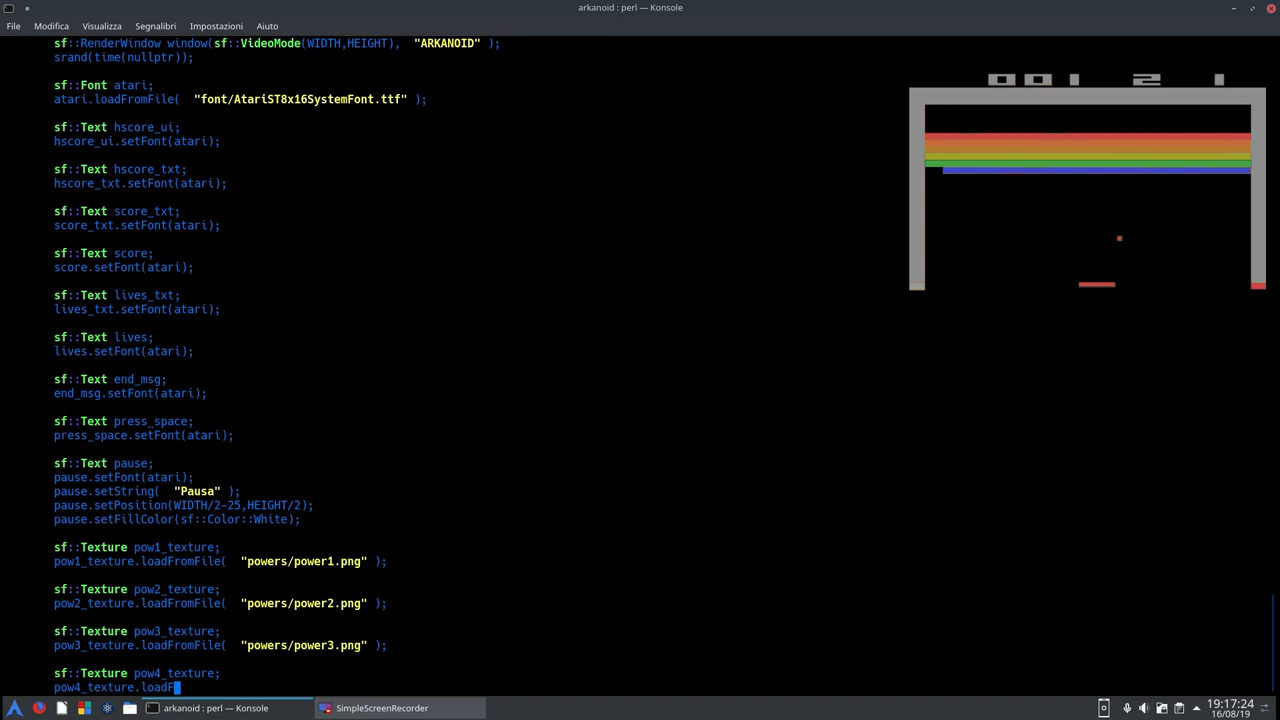 arkanoid : perl — Konsole
File Modifica Visualizza Segnalibri Impostazioni Aiuto
sf::RenderWindow window(sf::VideoMode(WIDTH,HEIGHT),  "ARKANOID" );
srand(time(nullptr));
sf::Font atari;
atari.loadFromFile(  "font/AtariST8x16SystemFont.ttf" );
sf::Text hscore_ui;
hscore_ui.setFont(atari);
sf::Text hscore_txt;
hscore_txt.setFont(atari);
sf::Text score_txt;
score_txt.setFont(atari);
sf::Text score;
score.setFont(atari);
sf::Text lives_txt;
lives_txt.setFont(atari);
sf::Text lives;
lives.setFont(atari);
sf::Text end_msg;
end_msg.setFont(atari);
sf::Text press_space;
press_space.setFont(atari);
sf::Text pause;
pause.setFont(atari);
pause.setString(  "Pausa" );
pause.setPosition(WIDTH/2-25,HEIGHT/2);
pause.setFillColor(sf::Color::White);
sf::Texture pow1_texture;
pow1_texture.loadFromFile(  "powers/power1.png" );
sf::Texture pow2_texture;
pow2_texture.loadFromFile(  "powers/power2.png" );
sf::Texture pow3_texture;
pow3_texture.loadFromFile(  "powers/power3.png" );
sf::Texture pow4_texture;
pow4_texture.loadF
001 2 1
arkanoid : perl — Konsole
SimpleScreenRecorder
19:17:24
16/08/19